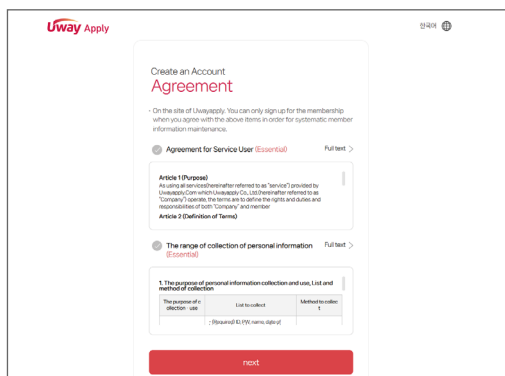 Uway Apply
한국어
Create an Account
Agreement
- On the site of Uwayapply. You can only sign up for the membership
when you agree with the above items in order for systematic member
information maintenance.
Agreement for Service User (Essential)
Full text >
Article 1 (Purpose)
As using all services(hereinafter referred to as "service") provided by
Uwayapply.Com which Uwayapply Co., Ltd.(hereinafter referred to as
"Company") operate, the terms are to define the rights and duties and
responsibilities of both "Company" and member
Article 2 (Definition of Terms)
The range of collection of personal information
(Essential)
Full text >
1. The purpose of personal information collection and use, List and
method of collection
The purpose of c
ollection · use
List to collect
Method to collec
t
- (Required) ID, PW, name, date of
next